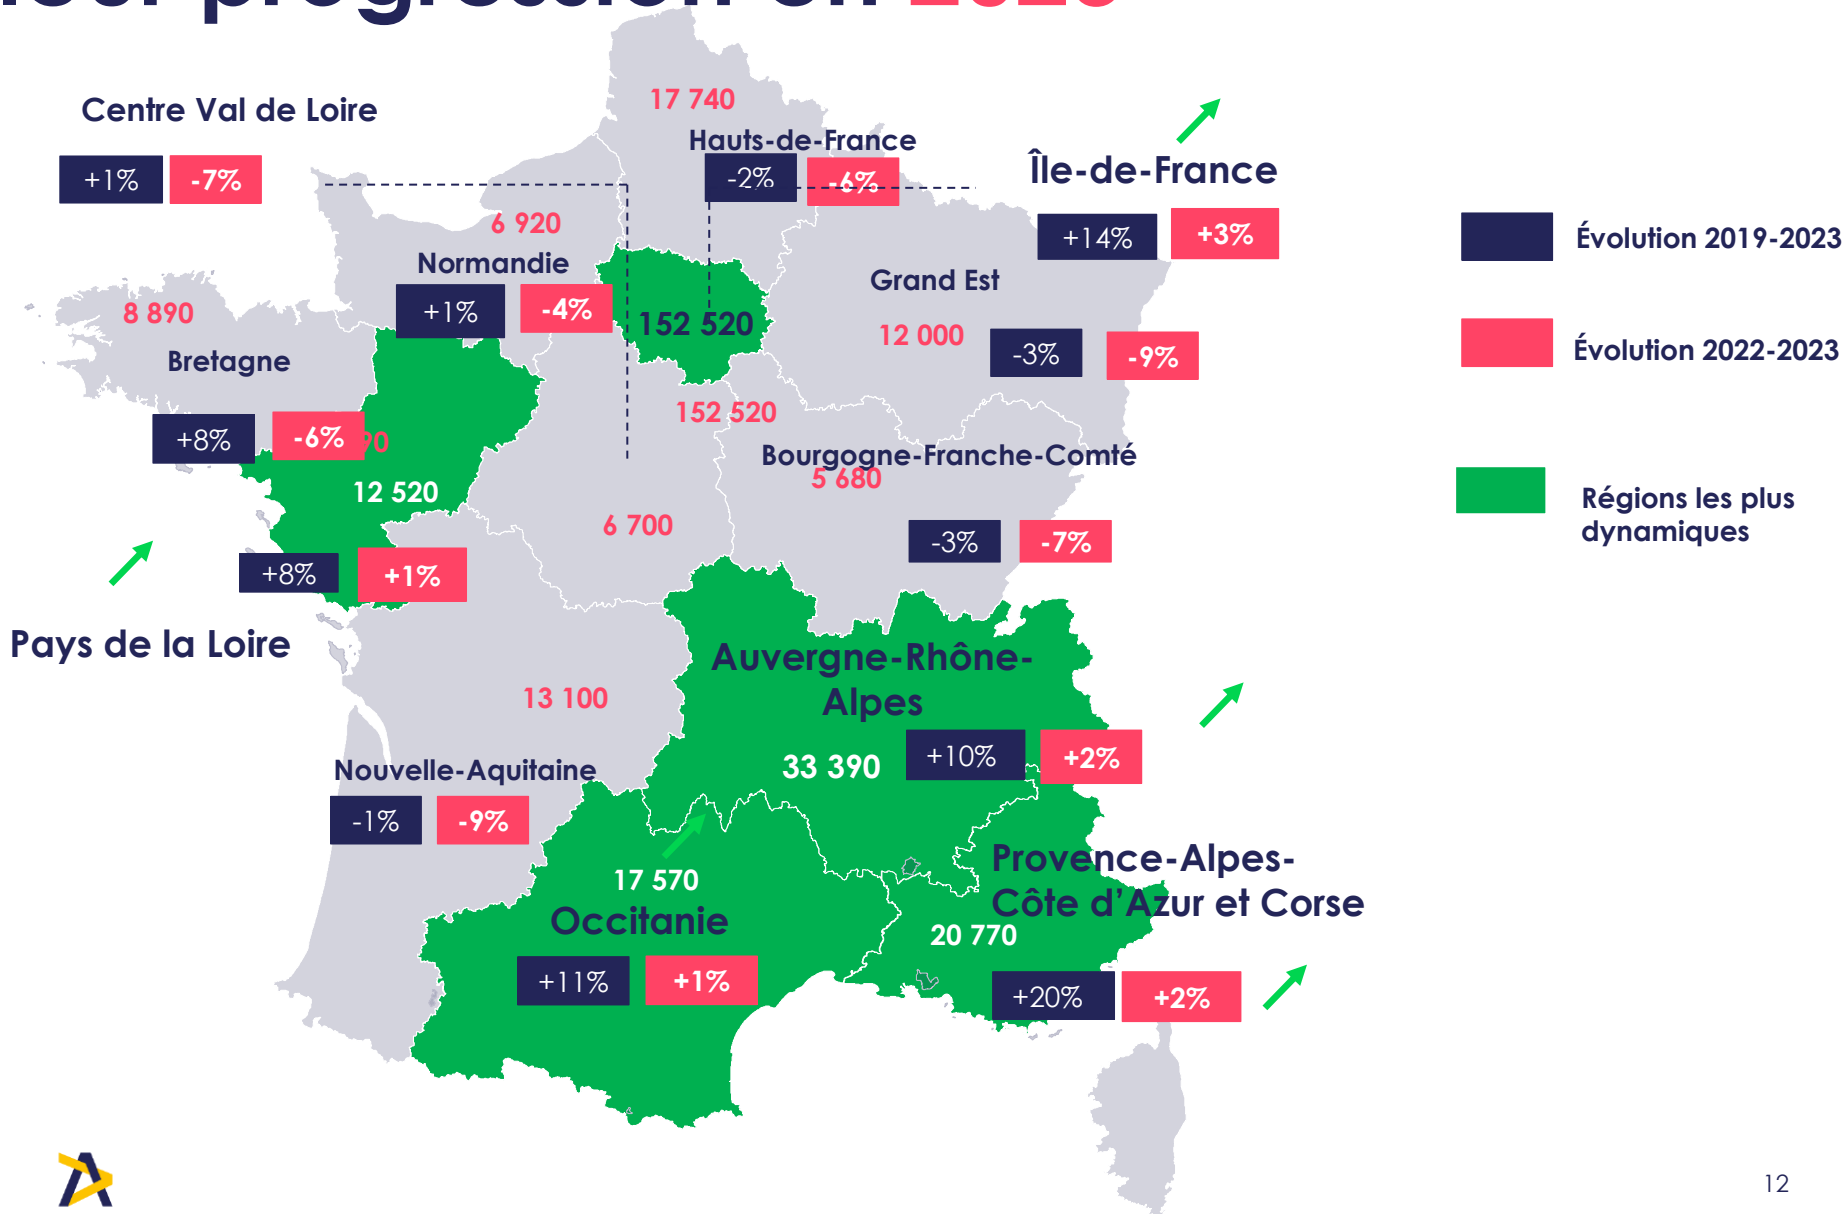 progression en 2023
Centre Val de Loire
+1% -7%
17 740
Hauts-de-France
-2% -6%
Île-de-France
+14% +3%
Évolution 2019-2023
6 920
Normandie
+1% -4%
152 520
Grand Est
12 000
-3% -9%
Évolution 2022-2023
8 890
Bretagne
+8% -6%
152 520
Bourgogne-Franche-Comté
5 680
-3% -7%
Régions les plus
dynamiques
12 520
+8% +1%
Pays de la Loire
6 700
13 100
Nouvelle-Aquitaine
-1% -9%
Auvergne-Rhône-
Alpes
33 390
+10% +2%
17 570
Occitanie
+11% +1%
Provence-Alpes-
Côte d’Azur et Corse
20 770
+20% +2%
12